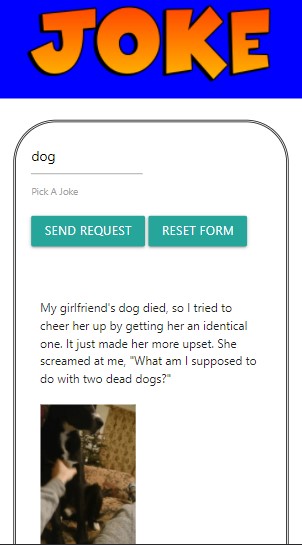 JOKE
dog
Pick A Joke
SEND REQUEST RESET FORM
My girlfriend's dog died, so I tried to
cheer her up by getting her an identical
one. It just made her more upset. She
screamed at me, "What am I supposed to
do with two dead dogs?"